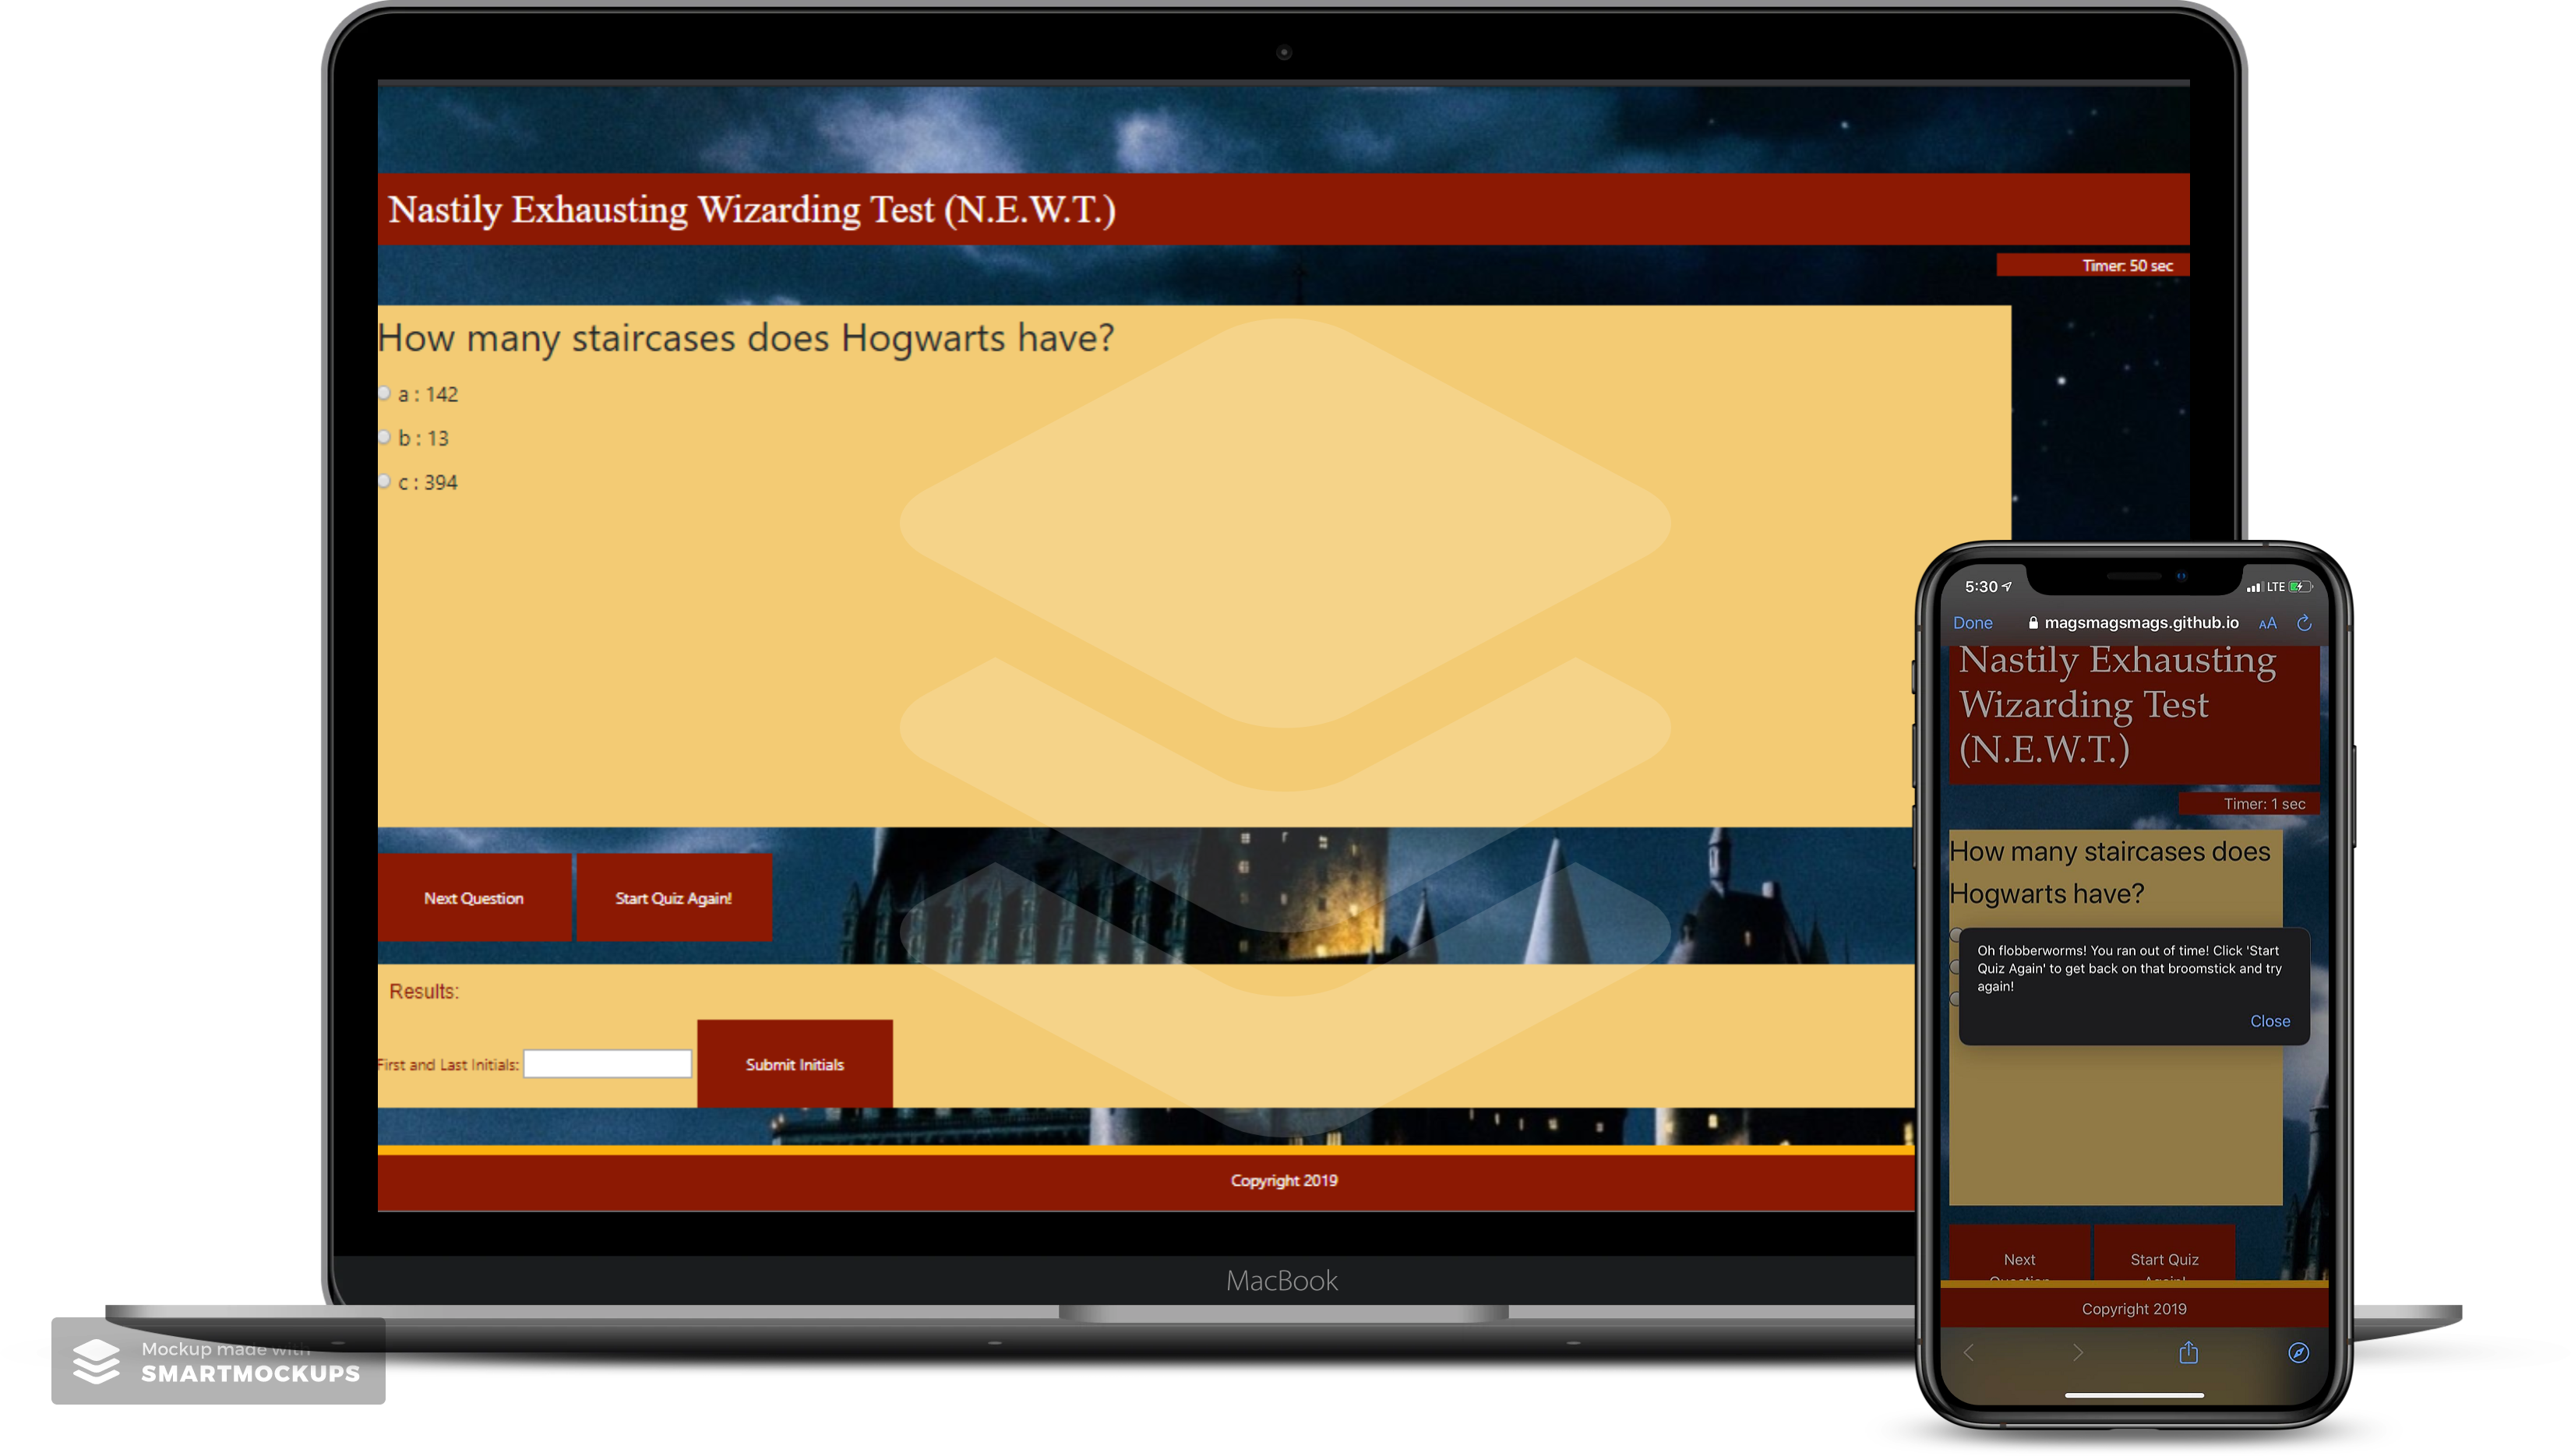 Nastily Exhausting Wizarding Test (N.E.W.T.)
Timer: 50 sec
How many staircases does Hogwarts have?
a : 142
b : 13
c : 394
Next Question
Start Quiz Again!
Results:
First and Last Initials:
Submit Initials
Copyright 2019
MacBook
5:30
LTE
Done
magsmagsmags.github.io
AA
Nastily Exhausting
Wizarding Test
(N.E.W.T.)
Timer: 1 sec
How many staircases does
Hogwarts have?
Oh flobberworms! You ran out of time! Click 'Start
Quiz Again' to get back on that broomstick and try
again!
Close
Next
Question
Start Quiz
Again!
Copyright 2019
Mockup made with
SMARTMOCKUPS